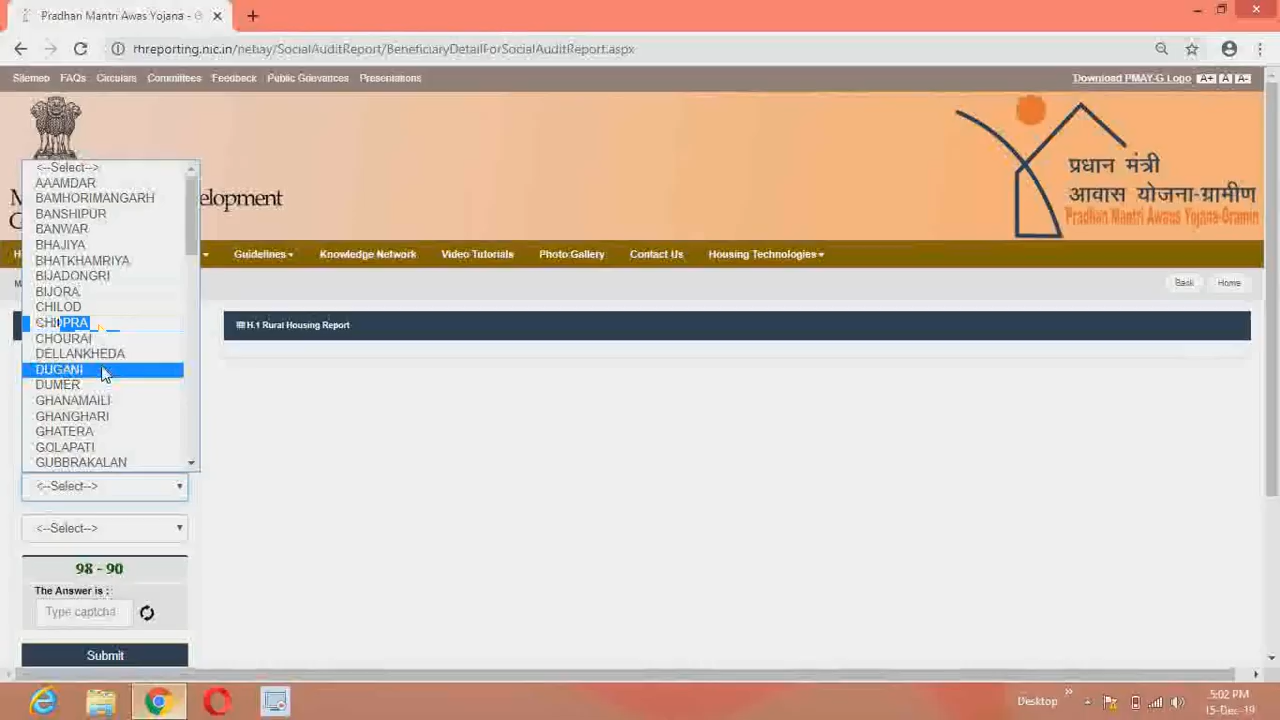 Pradhan Mantri Awas Yojana - G
rhreporting.nic.in/netiay/SocialAuditReport/BeneficiaryDetailForSocialAuditReport.aspx
Sitemap FAQs Circulars Committees Feedback Public Grievances Presentations
Download PMAY-G Logo A+ A A-
प्रधान मंत्री
आवास योजना-ग्रामीण
Pradhan Mantri Awaas Yojana-Gramin
Guidelines Knowledge Network Video Tutorials Photo Gallery Contact Us Housing Technologies
Back Home
H.1 Rural Housing Report
<--Select-->
AAAMDAR
BAMHORIMANGARH
BANSHIPUR
BANWAR
BHAJIYA
BHATKHAMRIYA
BIJADONGRI
BIJORA
CHILOD
CHOPRA
CHOURAI
DELLANKHEDA
DUGANI
DUMER
GHANAMAILI
GHANGHARI
GHATERA
GOLAPATI
GUBBRAKALAN
<--Select-->
<--Select-->
98 - 90
The Answer is :
Type captcha
Submit
Desktop
5:02 PM
15-Dec-19